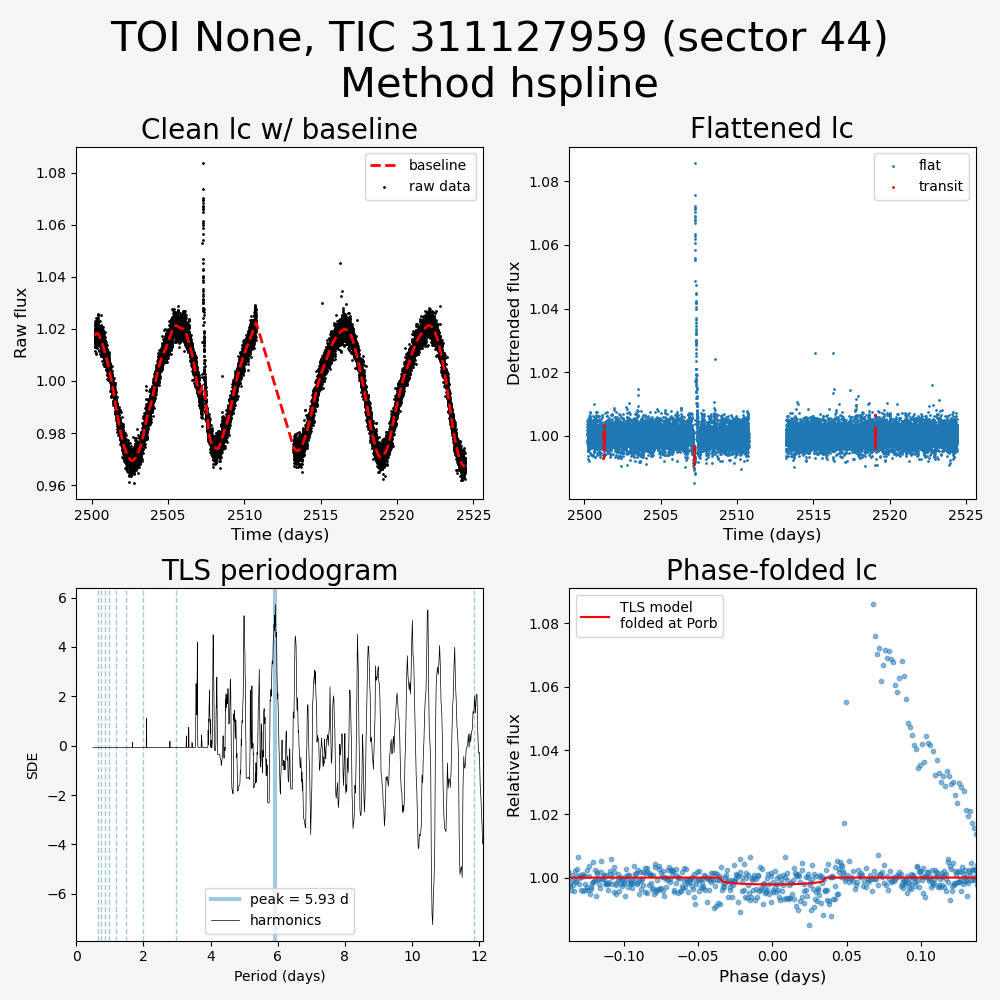 TOI None, TIC 311127959 (sector 44)
Method hspline
Clean lc w/ baseline
Raw flux
1.08
1.06
1.04
1.02
1.00
0.98
0.96
baseline
raw data
2500
2505
2510
2515
2520
2525
Time (days)
Flattened lc
Detrended flux
1.08
1.06
1.04
1.02
1.00
flat
transit
2500
2505
2510
2515
2520
2525
Time (days)
TLS periodogram
SDE
6
4
2
0
−2
−4
−6
peak = 5.93 d
harmonics
0
2
4
6
8
10
12
Period (days)
Phase-folded lc
Relative flux
1.08
1.06
1.04
1.02
1.00
TLS model
folded at Porb
−0.10
−0.05
0.00
0.05
0.10
Phase (days)